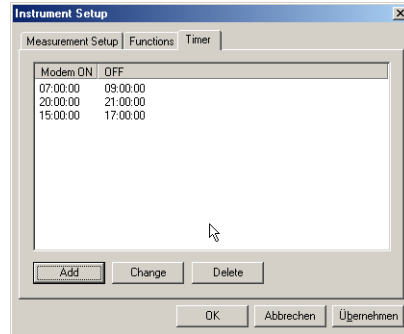 Instrument Setup
Measurement Setup Functions Timer
Modem ON OFF
07:00:00 09:00:00
20:00:00 21:00:00
15:00:00 17:00:00
Add Change Delete
OK Abbrechen Übernehmen